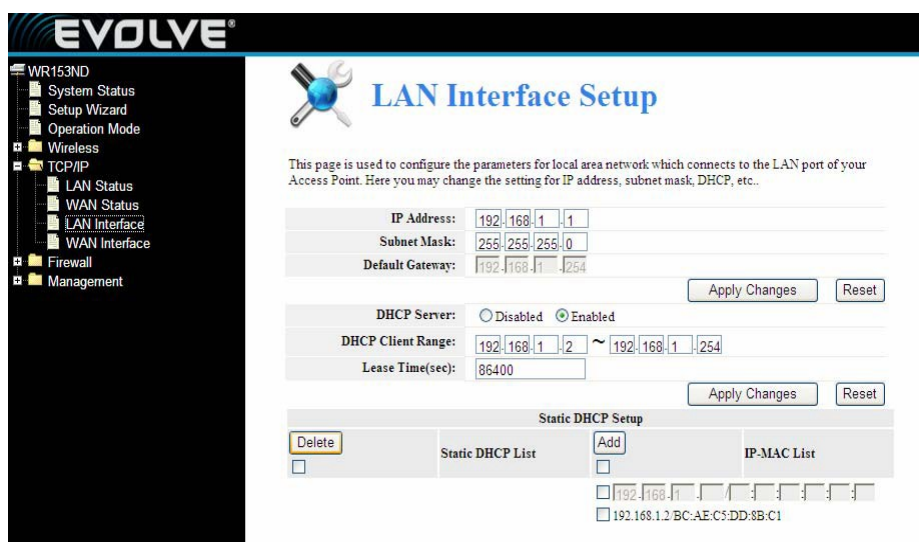 EVOLVE®
WR153ND
System Status
Setup Wizard
Operation Mode
Wireless
TCP/IP
LAN Status
WAN Status
LAN Interface
WAN Interface
Firewall
Management
LAN Interface Setup
This page is used to configure the parameters for local area network which connects to the LAN port of your
Access Point. Here you may change the setting for IP address, subnet mask, DHCP, etc..
IP Address: 192.168.1.1
Subnet Mask: 255.255.255.0
Default Gateway: 192.168.1.254
Apply Changes Reset
DHCP Server: Disabled Enabled
DHCP Client Range: 192.168.1.2 ~ 192.168.1.254
Lease Time(sec): 86400
Apply Changes Reset
Static DHCP Setup
Delete Static DHCP List Add IP-MAC List
192.168.1. / : : : : :
192.168.1.2/BC:AE:C5:DD:8B:C1